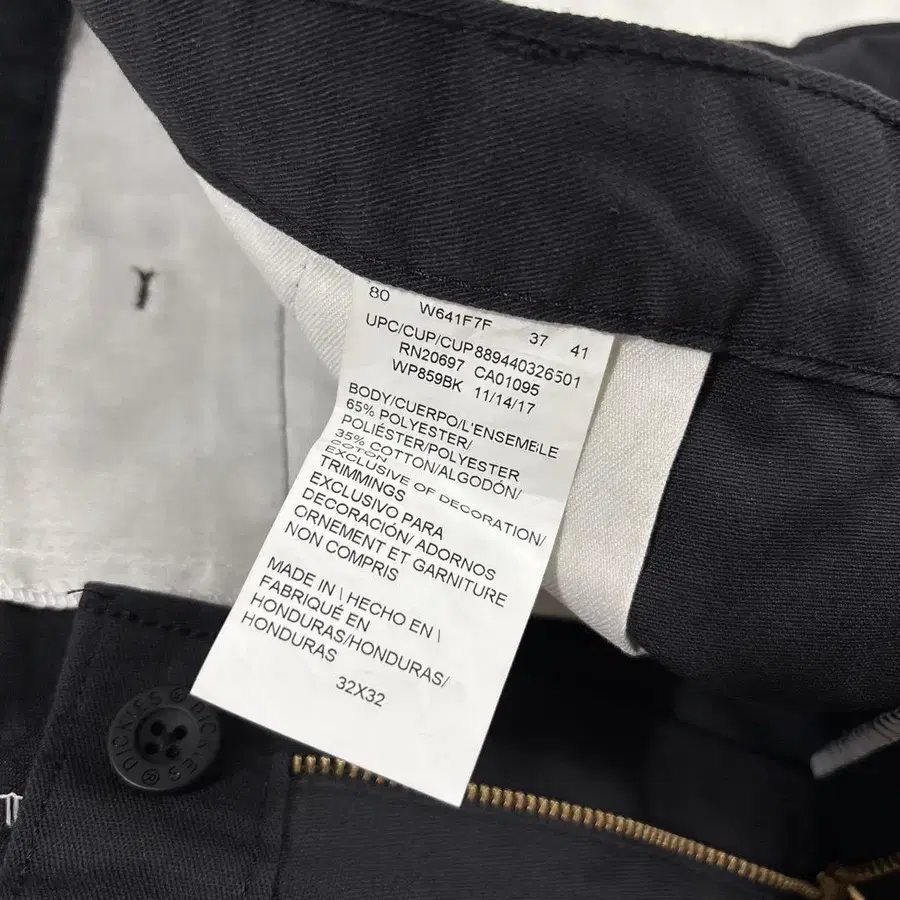 80 W641F7F 37 41
UPC/CUP/CUP889440326501
RN20697 CA01095
WP859BK 11/14/17
BODY/CUERPO/L'ENSEMBLE
65% POLYESTER/
POLIÉSTER/POLYESTER
35% COTTON/ALGODÓN/
COTON
EXCLUSIVE OF DECORATION/
TRIMMINGS
EXCLUSIVO PARA
DECORACIÓN/ ADORNOS
ORNEMENT ET GARNITURE
NON COMPRIS
MADE IN \ HECHO EN \
FABRIQUÉ EN
HONDURAS/HONDURAS/
HONDURAS
32X32
DICKIES ® DICKIES ®